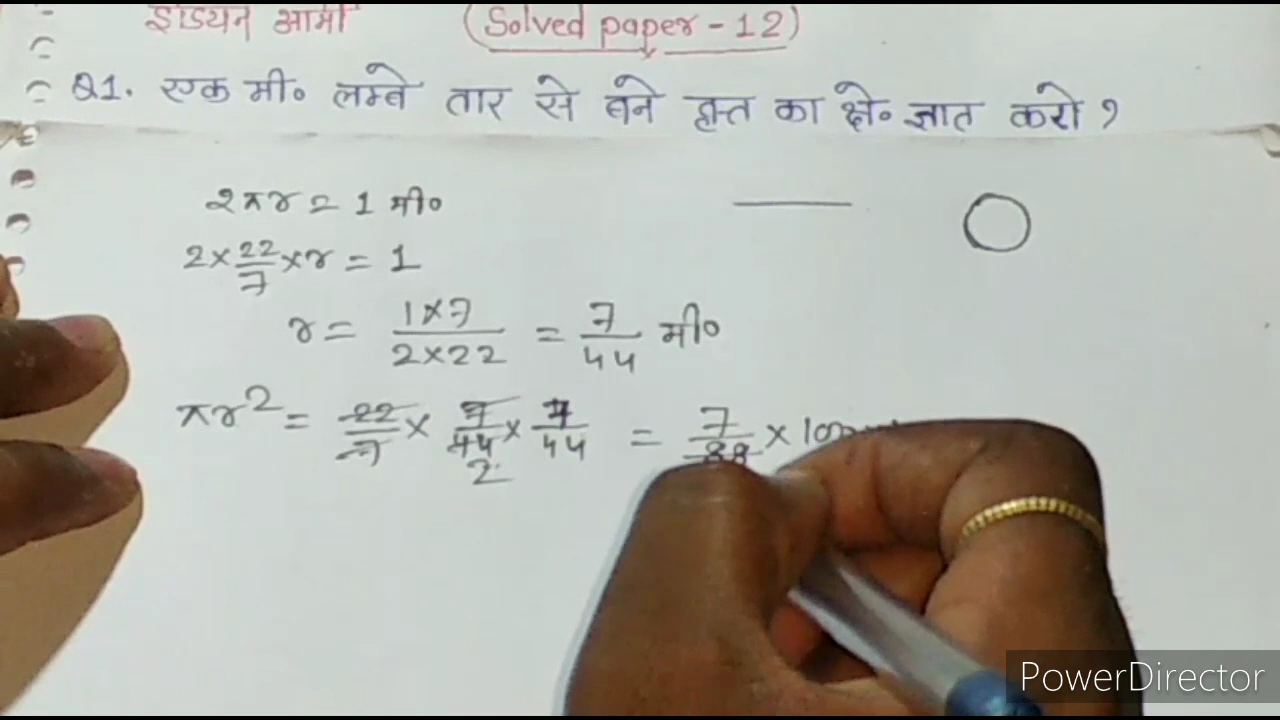 इंडियन आर्मी (Solved paper - 12)
Q1. एक मी० लम्बे तार से बने वृत्त का क्षे० ज्ञात करो ?
2πr = 1 मी०
2 × 22/7 × r = 1
r = 1×7/2×22 = 7/44 मी०
πr² = 22/7 × 7/44 × 7/44 = 7/88 × 100
2
PowerDirector